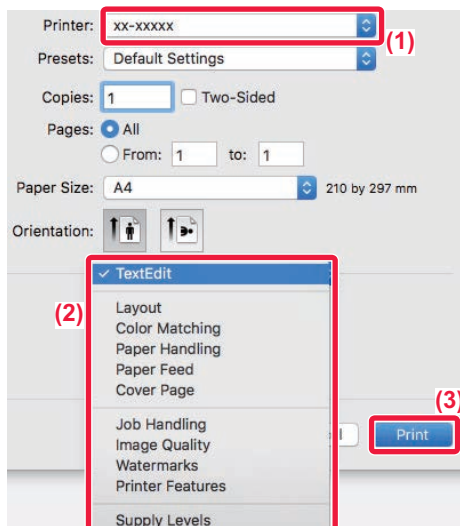 Printer: xx-xxxxx
(1)
Presets: Default Settings
Copies: 1 Two-Sided
Pages: All
From: 1 to: 1
Paper Size: A4 210 by 297 mm
Orientation:
✓ TextEdit
(2)
Layout
Color Matching
Paper Handling
Paper Feed
Cover Page
(3)
Job Handling
Print
Image Quality
Watermarks
Printer Features
Supply Levels